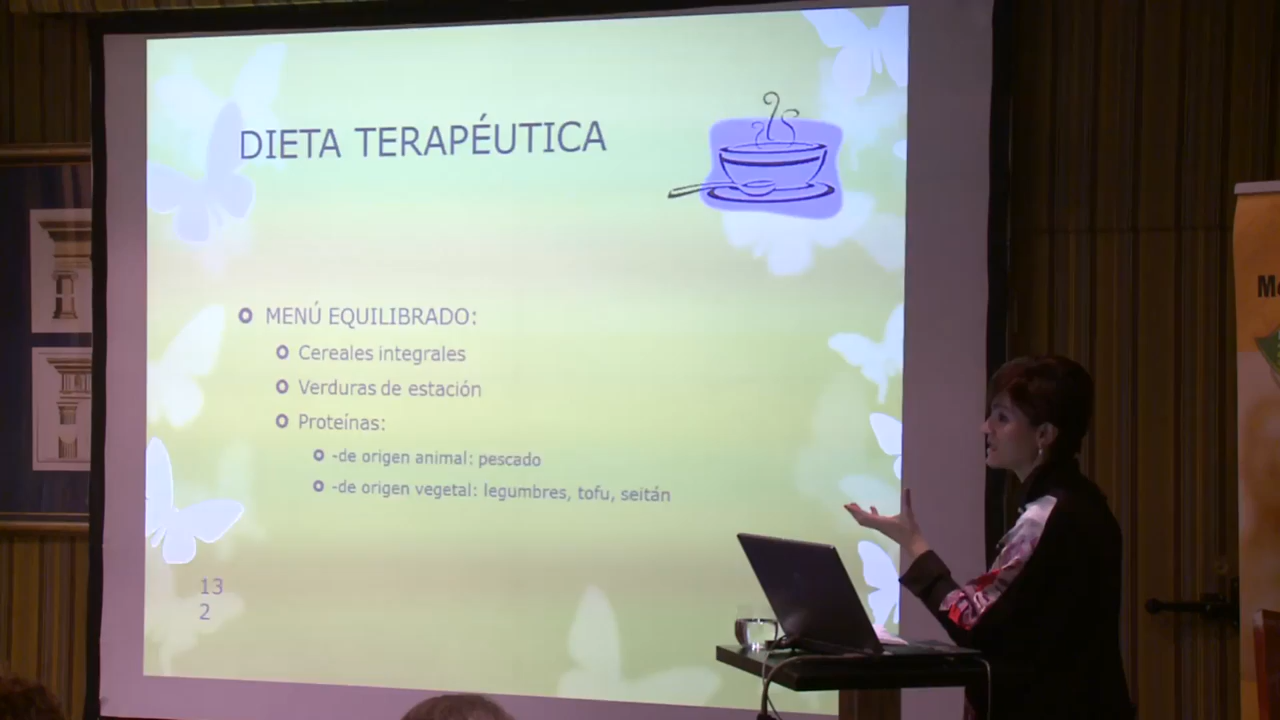 DIETA TERAPÉUTICA
MENÚ EQUILIBRADO:
Cereales integrales
Verduras de estación
Proteínas:
-de origen animal: pescado
-de origen vegetal: legumbres, tofu, seitán
13
2